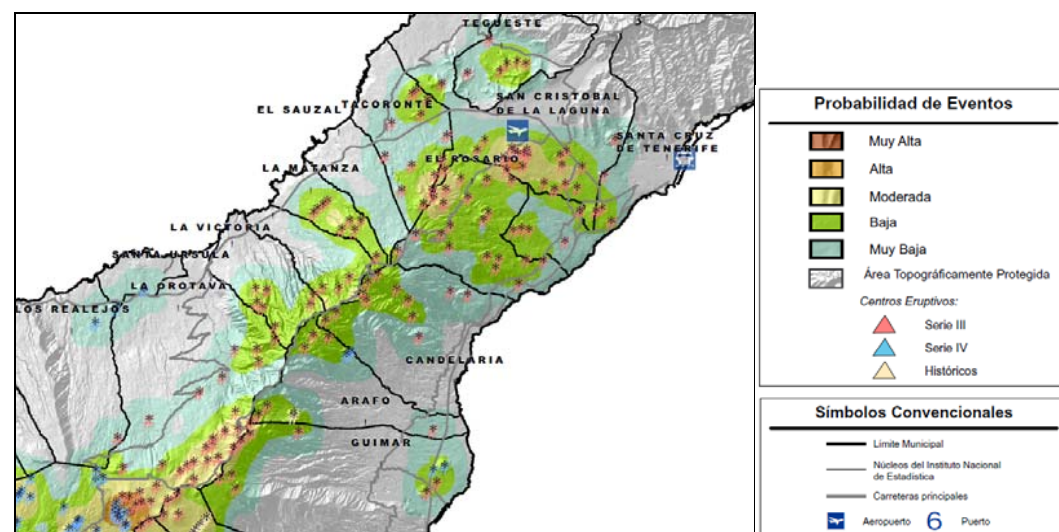 TEGUESTE
SAN CRISTOBAL
DE LA LAGUNA
TACORONTE
EL SAUZAL
SANTA CRUZ
DE TENERIFE
EL ROSARIO
LA MATANZA
LA VICTORIA
SANTA URSULA
LA OROTAVA
LOS REALEJOS
CANDELARIA
ARAFO
GUIMAR
Probabilidad de Eventos
Muy Alta
Alta
Moderada
Baja
Muy Baja
Área Topográficamente Protegida
Centros Eruptivos:
Serie III
Serie IV
Históricos
Símbolos Convencionales
Límite Municipal
Núcleos del Instituto Nacional
de Estadística
Carreteras principales
Aeropuerto 6 Puerto